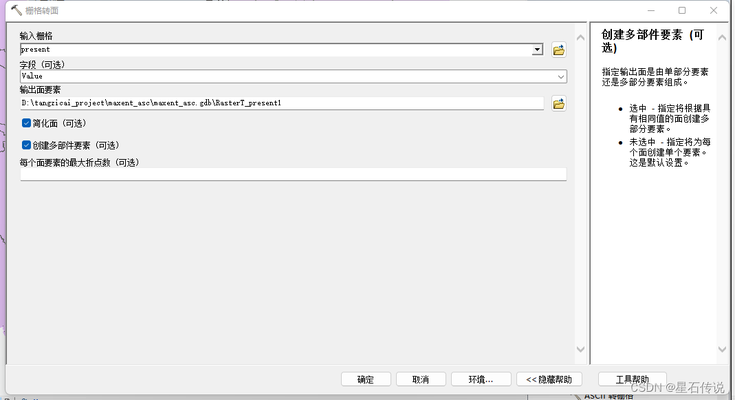 栅格转面
输入栅格
present
字段（可选）
Value
输出面要素
D:\tangzicai_project\maxent_asc\maxent_asc.gdb\RasterT_present1
简化面（可选）
创建多部件要素（可选）
每个面要素的最大折点数（可选）
创建多部件要素（可
选）
指定输出面是由单部分要素
还是多部分要素组成。
• 选中 - 指定将根据具
有相同值的面创建多
部分要素。
• 未选中 - 指定将为每
个面创建单个要素。
这是默认设置。
确定
取消
环境...
<< 隐藏帮助
工具帮助
CSDN @星石传说
ASCII 转栅格